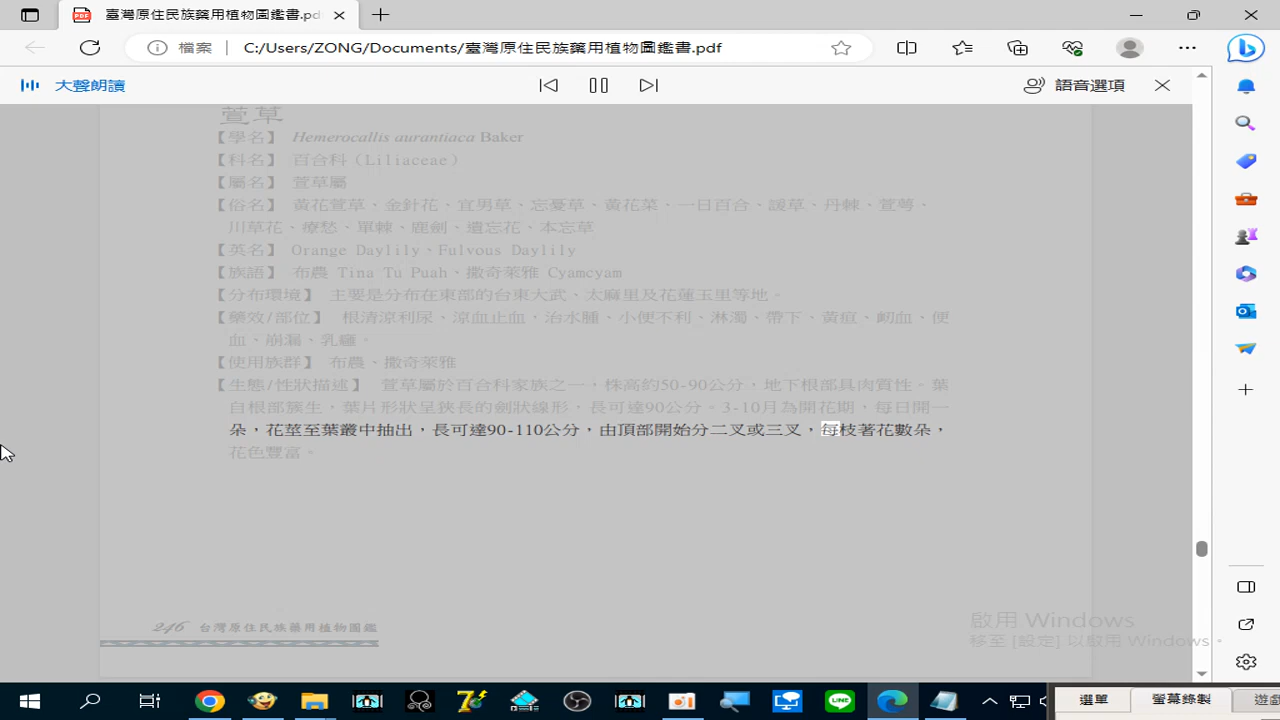 臺灣原住民族藥用植物圖鑑書.pd
檔案
C:/Users/ZONG/Documents/臺灣原住民族藥用植物圖鑑書.pdf
大聲朗讀
語音選項
萱草
【學名】 Hemerocallis aurantiaca Baker
【科名】 百合科（Liliaceae）
【屬名】 萱草屬
【俗名】 黃花萱草、金針花、宜男草、忘憂草、黃花菜、一日百合、諼草、丹棘、萱萼、
川草花、療愁、單棘、鹿劍、遺忘花、本忘草
【英名】 Orange Daylily、Fulvous Daylily
【族語】 布農 Tina Tu Puah、撒奇萊雅 Cyamcyam
【分布環境】 主要是分布在東部的台東大武、太麻里及花蓮玉里等地。
【藥效/部位】 根清涼利尿、涼血止血、治水腫、小便不利、淋濁、帶下、黃疸、衂血、便
血、崩漏、乳癰。
【使用族群】 布農、撒奇萊雅
【生態/性狀描述】 萱草屬於百合科家族之一，株高約50-90公分，地下根部具肉質性。葉
自根部簇生，葉片形狀呈狹長的劍狀線形，長可達90公分。3-10月為開花期，每日開一
朵，花莖至葉叢中抽出，長可達90-110公分，由頂部開始分二叉或三叉，每枝著花數朵，
花色豐富。
246 台灣原住民族藥用植物圖鑑
啟用 Windows
移至 [設定] 以啟用 Windows。
選單
螢幕錄製